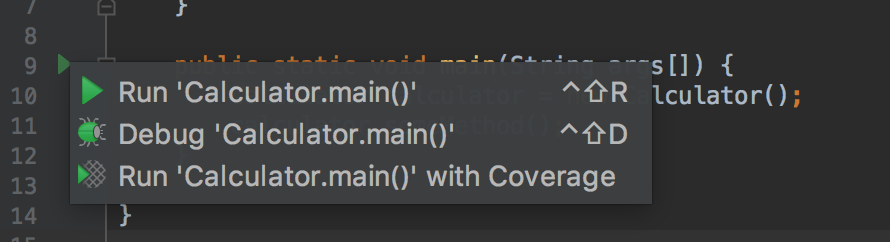 7 }
8
9 public static void main(String args[]) {
Run 'Calculator.main()' ^⇧R
10 alculator();
Debug 'Calculator.main()' ^⇧D
11
12
Run 'Calculator.main()' with Coverage
13
14 }
15